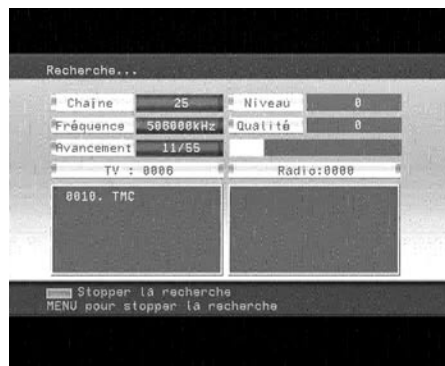 Recherche...
Chaîne 25 Niveau 0
Fréquence 506000kHz Qualité 0
Avancement 11/55
TV : 0006 Radio:0000
0010. TMC
Stopper la recherche
MENU pour stopper la recherche